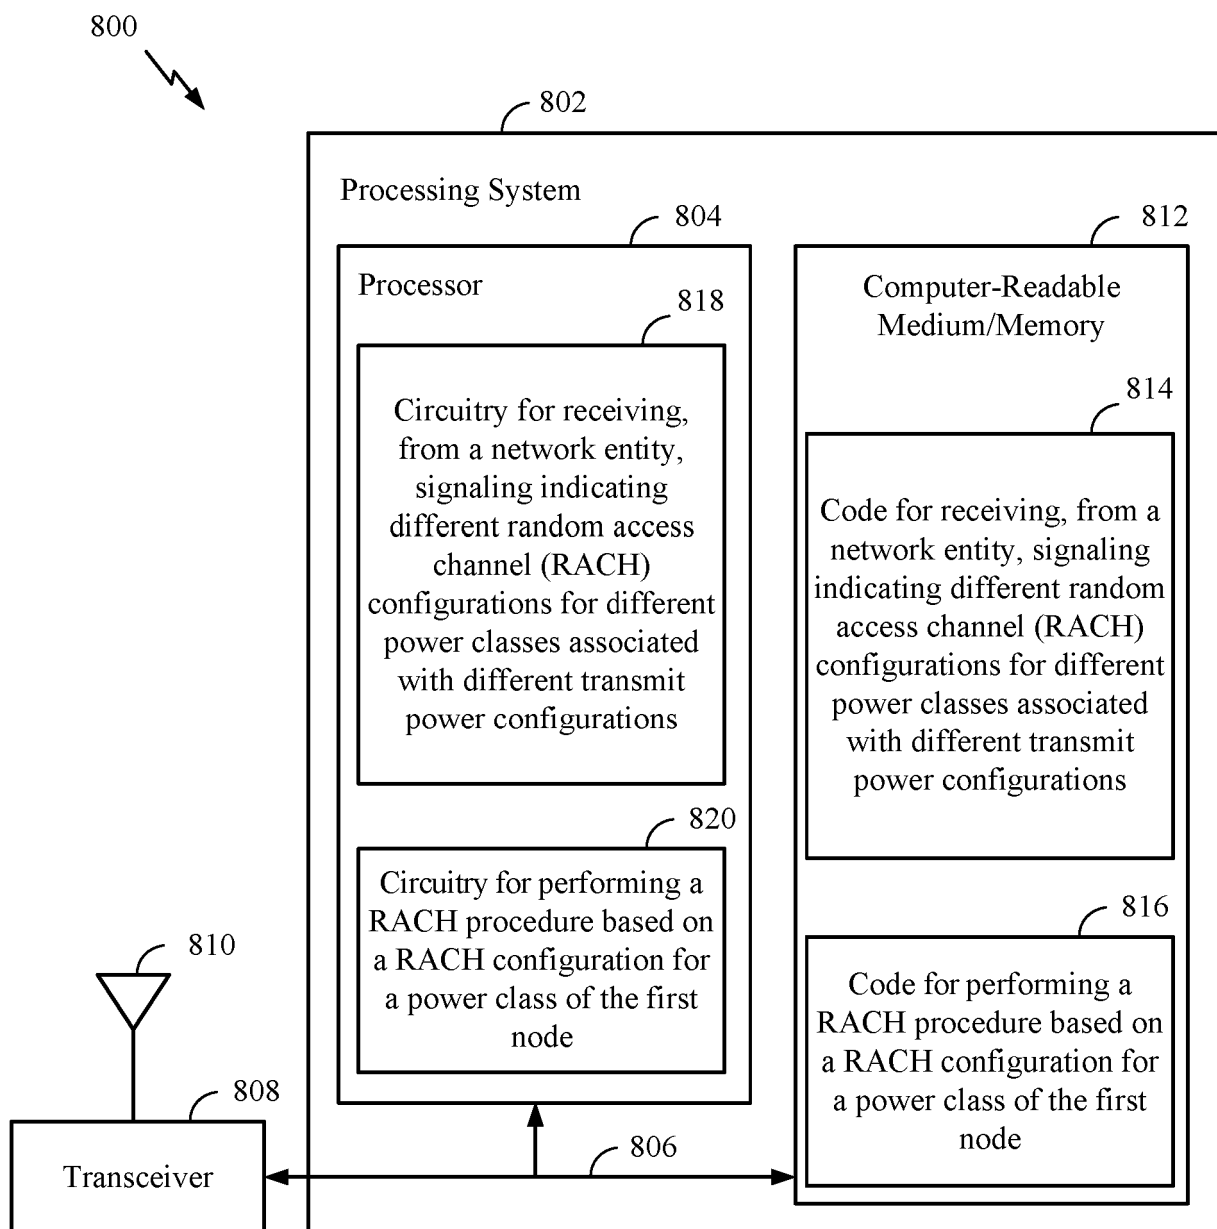 800
802
Processing System
804
Processor
818
Circuitry for receiving,
from a network entity,
signaling indicating
different random access
channel (RACH)
configurations for different
power classes associated
with different transmit
power configurations
820
Circuitry for performing a
RACH procedure based on
a RACH configuration for
a power class of the first
node
812
Computer-Readable
Medium/Memory
814
Code for receiving, from a
network entity, signaling
indicating different random
access channel (RACH)
configurations for different
power classes associated
with different transmit
power configurations
816
Code for performing a
RACH procedure based on
a RACH configuration for
a power class of the first
node
810
808
Transceiver
806